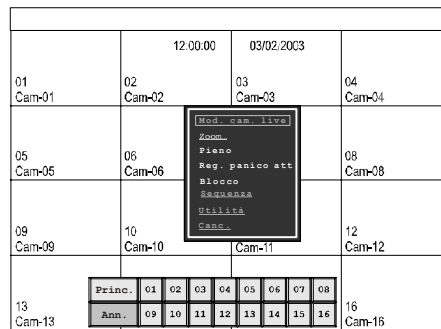 12:00:00 03/02/2003
01 02 03 04
Cam-01 Cam-02 Cam-03 Cam-04
Mod. cam. live
Zoom…
Pieno
Reg. panico att
Blocco
Sequenza
Utilità
Canc.
05 06 08
Cam-05 Cam-06 Cam-08
09 10 12
Cam-09 Cam-10 Cam-11 Cam-12
Princ. 01 02 03 04 05 06 07 08
Ann. 09 10 11 12 13 14 15 16
13 16
Cam-13 Cam-16